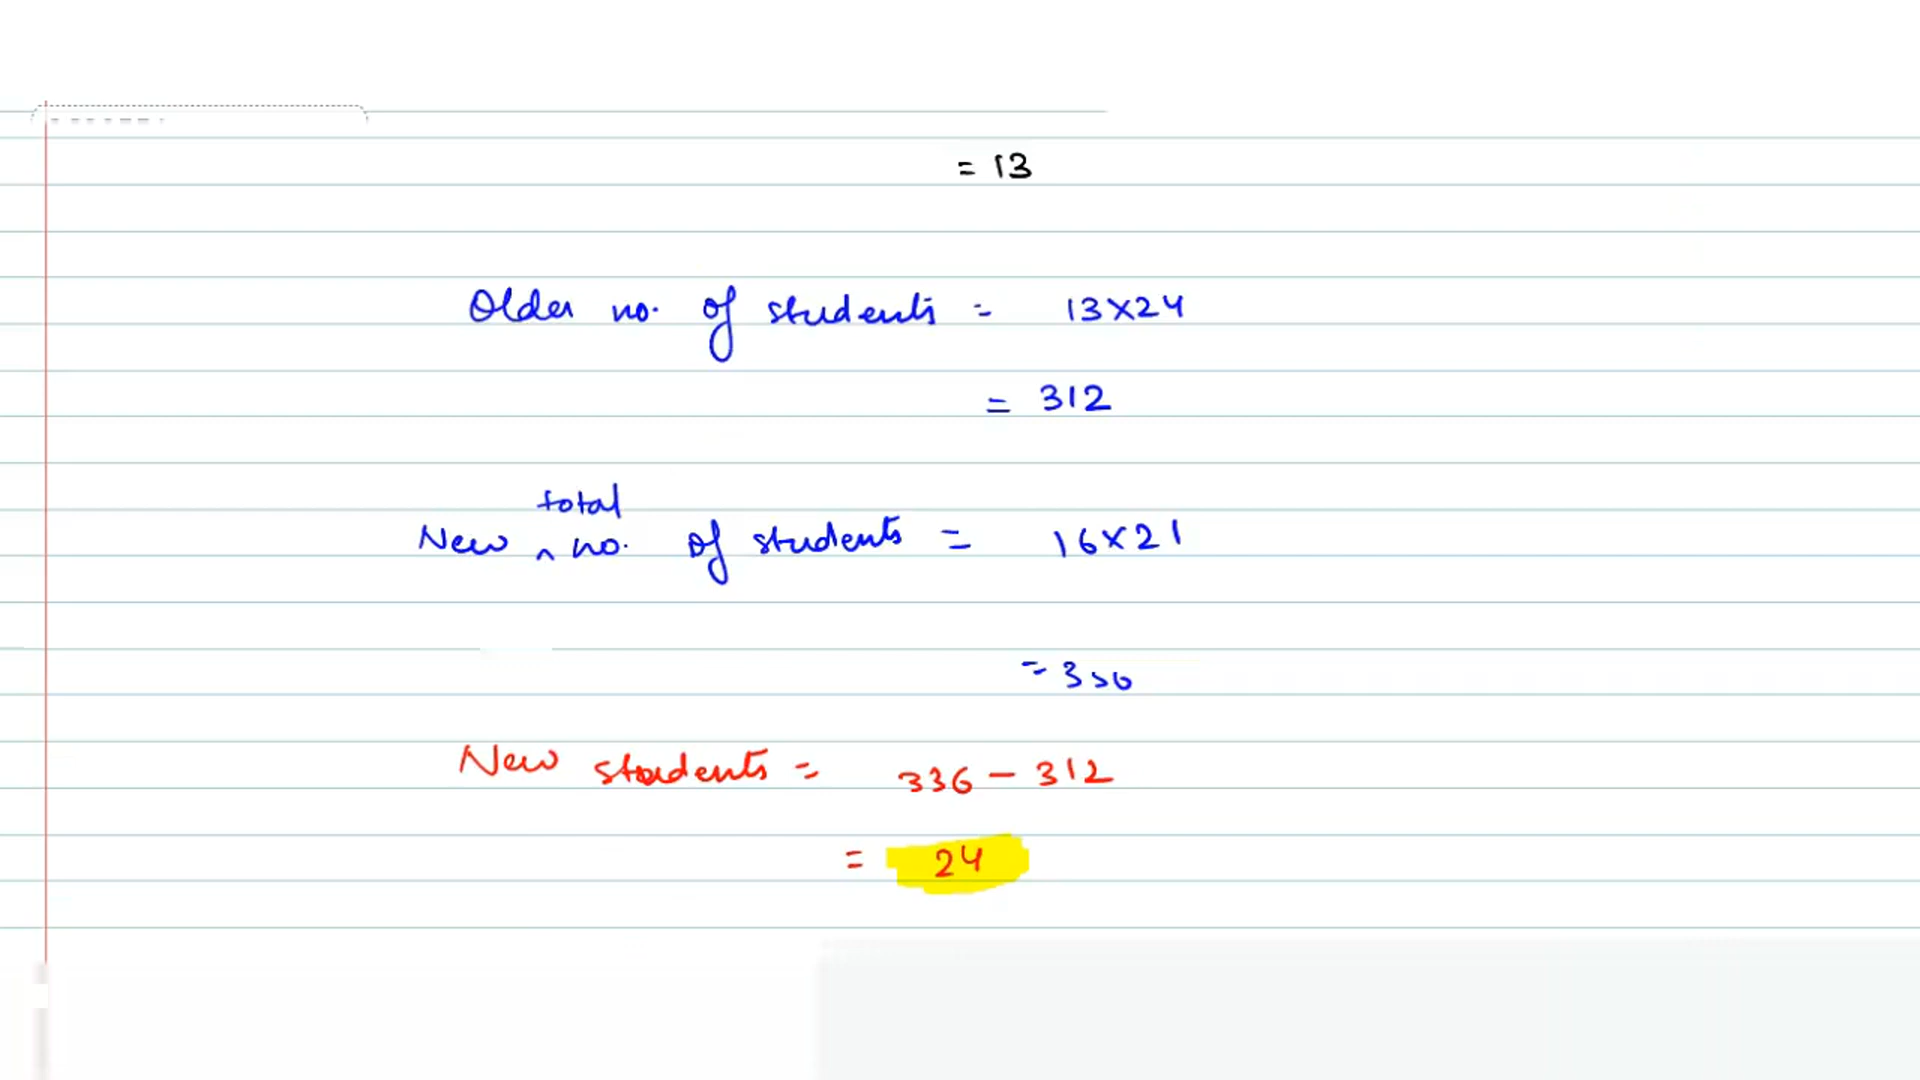 = 13
Older no. of students = 13×24
= 312
total
New ^ no. of students = 16×21
= 336
New students = 336 - 312
= 24